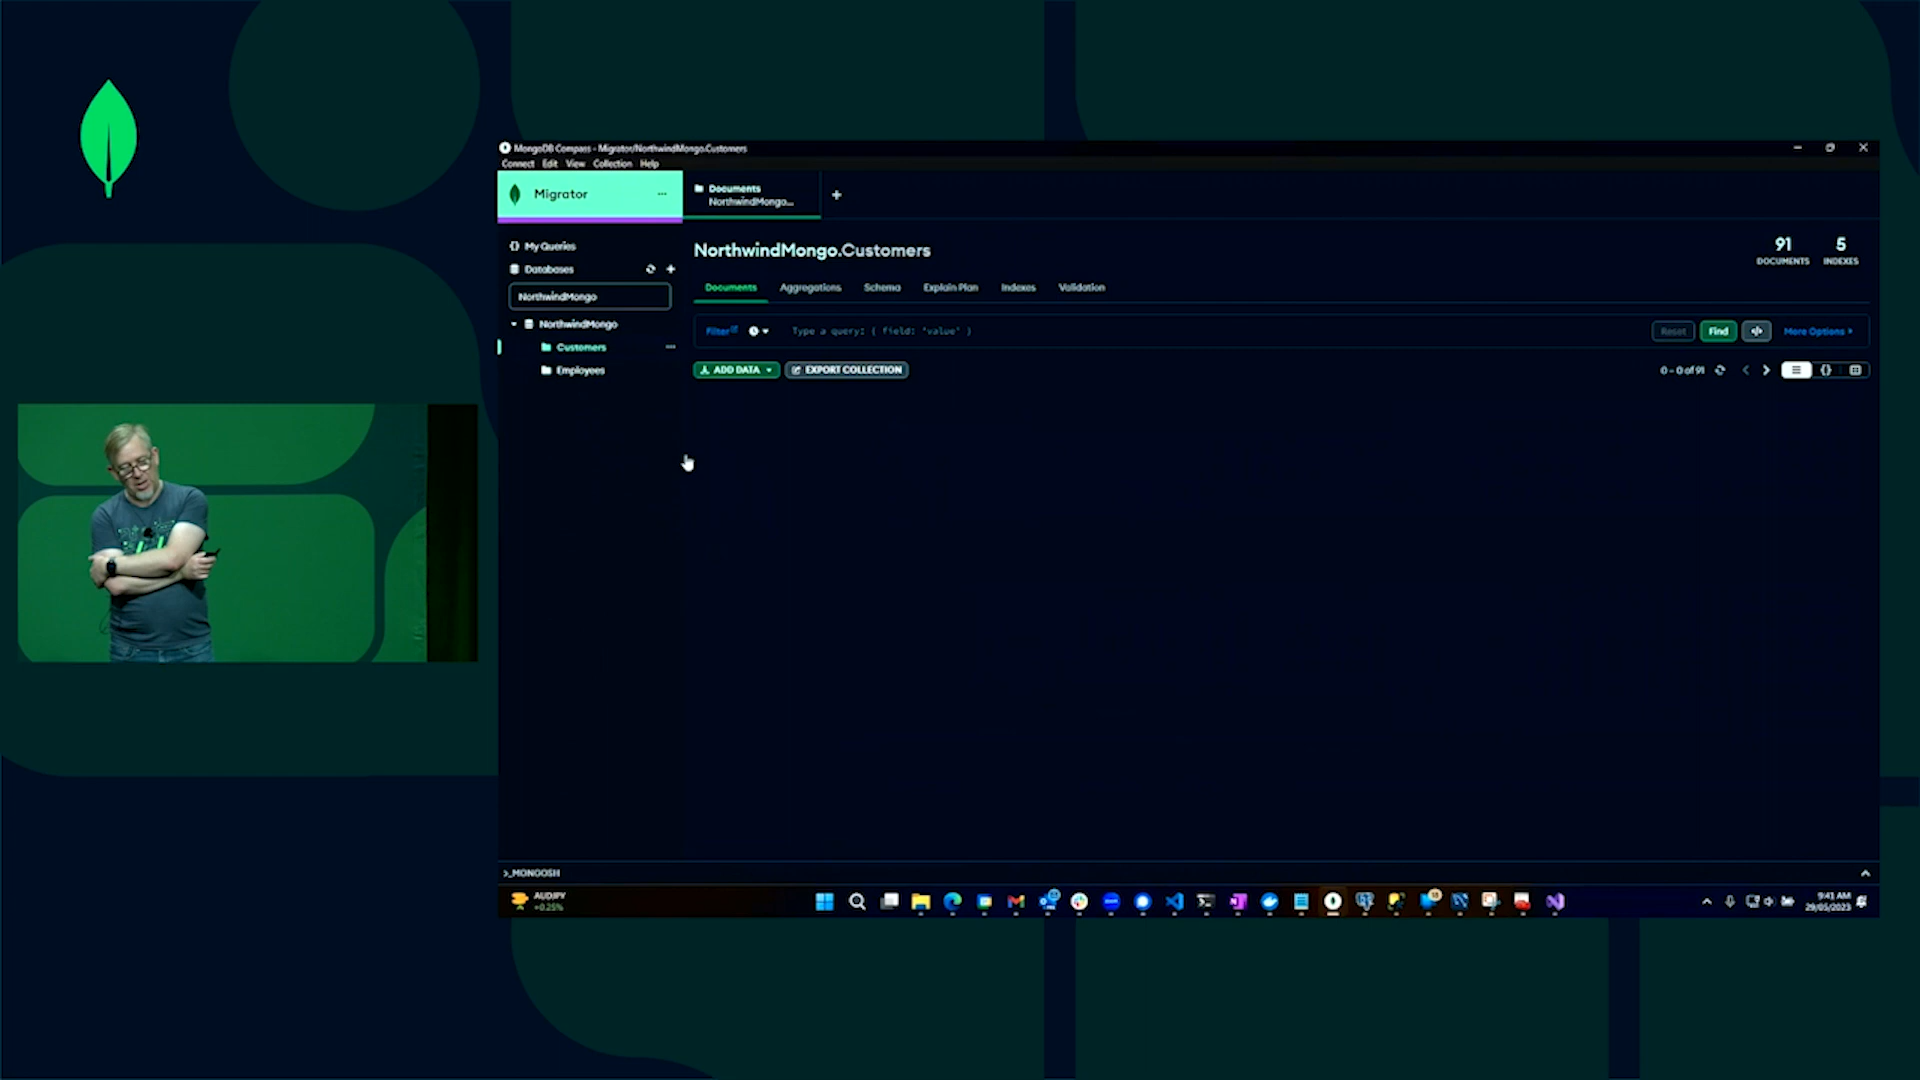 MongoDB Compass - Migrator/NorthwindMongo.Customers
Connect Edit View Collection Help
Migrator
Documents
NorthwindMongo...
My Queries
Databases
NorthwindMongo
NorthwindMongo
Customers
Employees
NorthwindMongo.Customers
91
DOCUMENTS
5
INDEXES
Documents Aggregations Schema Explain Plan Indexes Validation
Filter Type a query: { field: 'value' } Reset Find More Options
ADD DATA EXPORT COLLECTION 0 – 0 of 91
>_MONGOSH
AUD/JPY
+0.25%
9:41 AM
29/05/2023